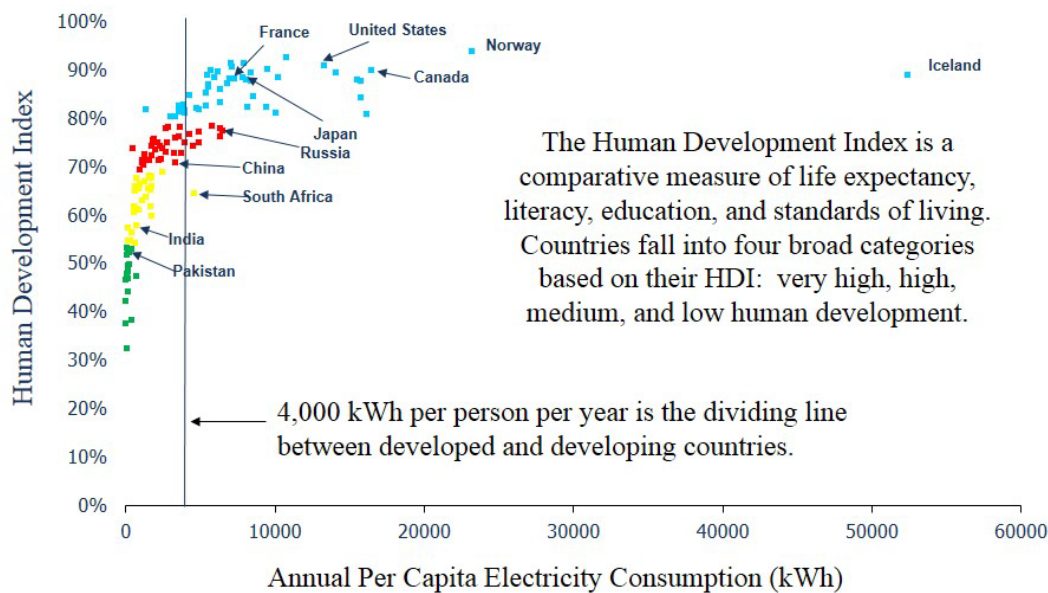 100%
90%
80%
70%
60%
50%
40%
30%
20%
10%
0%
Human Development Index
France
United States
Norway
Canada
Iceland
Japan
Russia
China
South Africa
India
Pakistan
The Human Development Index is a
comparative measure of life expectancy,
literacy, education, and standards of living.
Countries fall into four broad categories
based on their HDI: very high, high,
medium, and low human development.
4,000 kWh per person per year is the dividing line
between developed and developing countries.
0
10000
20000
30000
40000
50000
60000
Annual Per Capita Electricity Consumption (kWh)